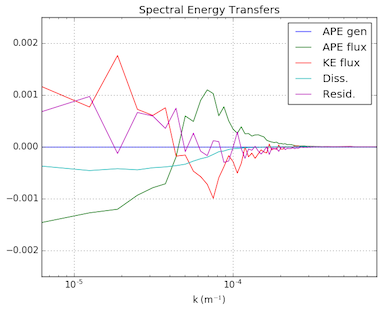 Spectral Energy Transfers
0.002
0.001
0.000
−0.001
−0.002
APE gen
APE flux
KE flux
Diss.
Resid.
10⁻⁵
10⁻⁴
k (m⁻¹)